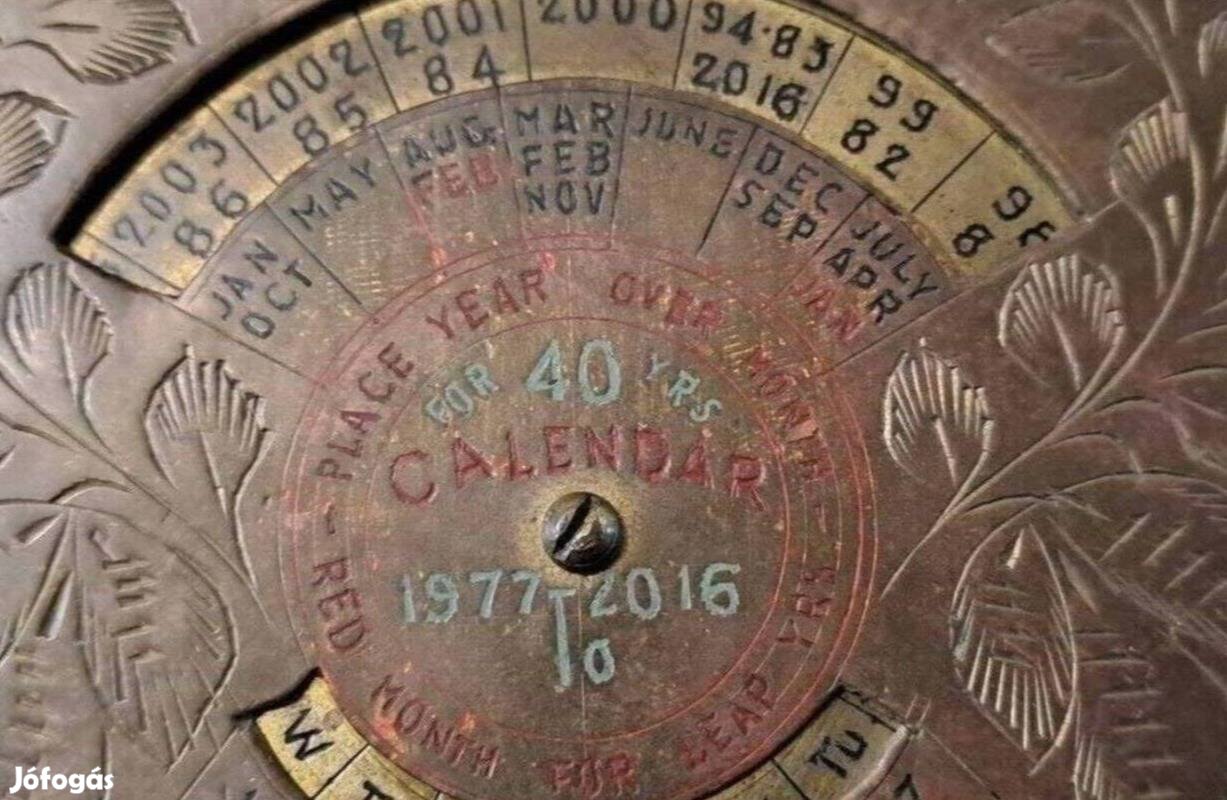 2003
86
2002
85
2001
84
2000
94·83
2016
99
82
JAN
OCT
MAY
AUG
FEB
MAR
FEB
NOV
JUNE
DEC
SEP
JULY
APR
JAN
PLACE YEAR OVER MONTH
FOR 40 YRS
CALENDAR
1977 To 2016
RED MONTH FOR LEAP YRS
W
Tu
Jófogás